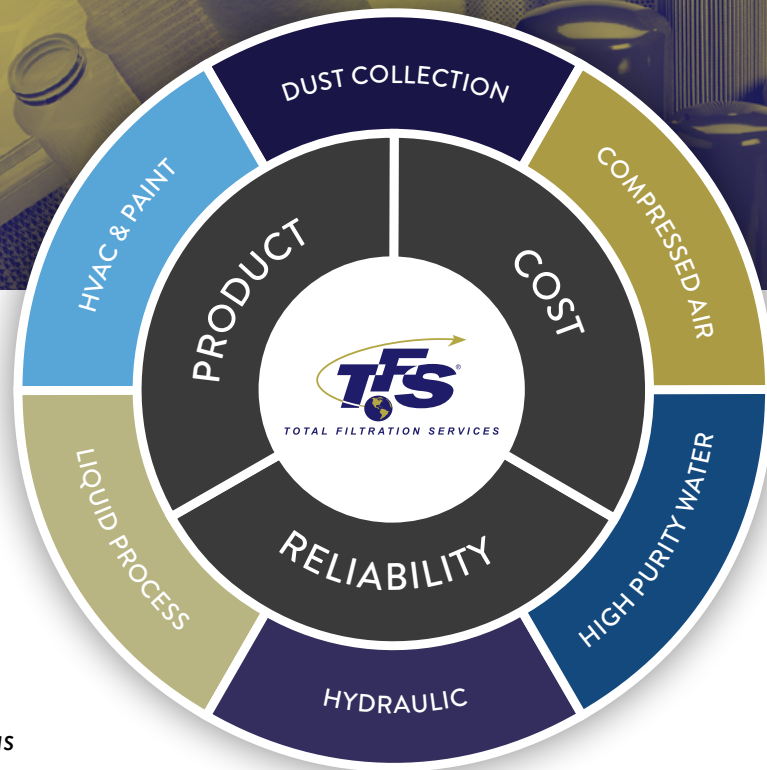 DUST COLLECTION
COMPRESSED AIR
HIGH PURITY WATER
HYDRAULIC
LIQUID PROCESS
HVAC & PAINT
PRODUCT
COST
RELIABILITY
TFS®
TOTAL FILTRATION SERVICES